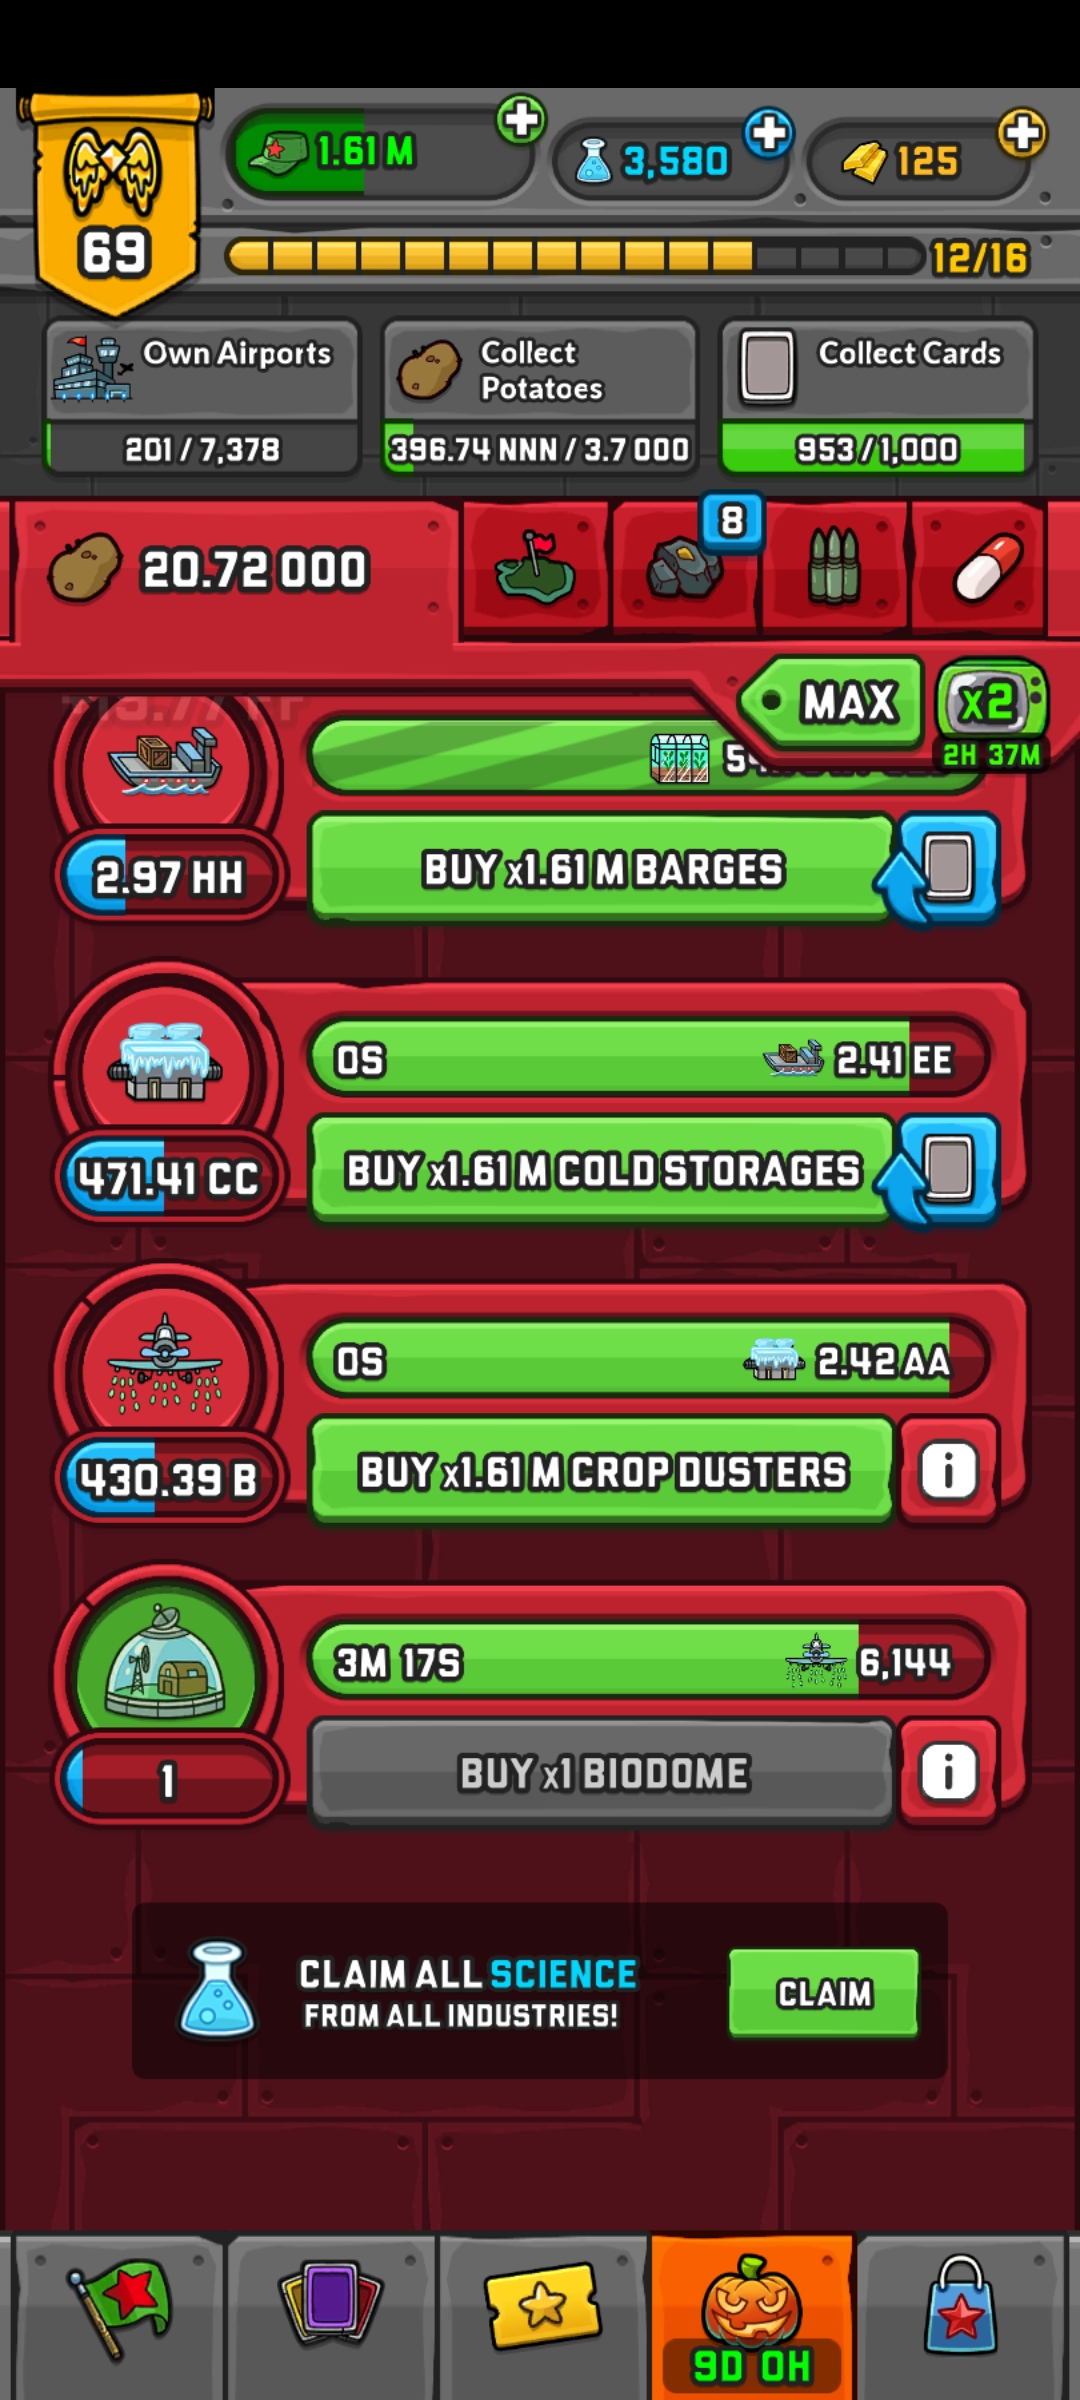 69
1.61 M
3,580
125
12/16
Own Airports
201 / 7,378
Collect
Potatoes
396.74 NNN / 3.7 OOO
Collect Cards
953 / 1,000
20.72 OOO
8
MAX
x2
2H 37M
2.97 HH
BUY x1.61 M BARGES
0S
2.41 EE
471.41 CC
BUY x1.61 M COLD STORAGES
0S
2.42 AA
430.39 B
BUY x1.61 M CROP DUSTERS
i
3M 17S
6,144
1
BUY x1 BIODOME
i
CLAIM ALL SCIENCE
FROM ALL INDUSTRIES!
CLAIM
9D 0H